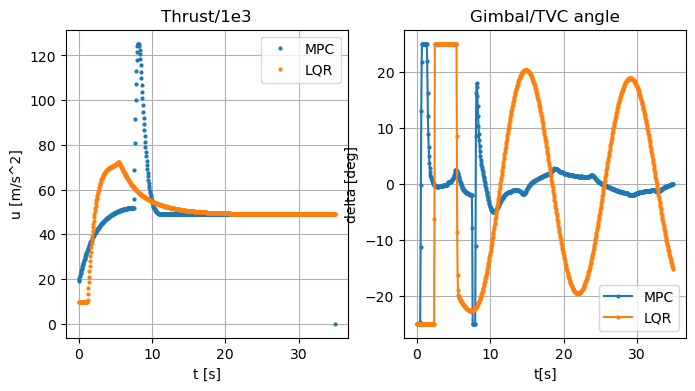 Thrust/1e3
u [m/s^2]
120
100
80
60
40
20
0
0 10 20 30
t [s]
MPC
LQR
Gimbal/TVC angle
delta [deg]
20
10
0
−10
−20
0 10 20 30
t[s]
MPC
LQR